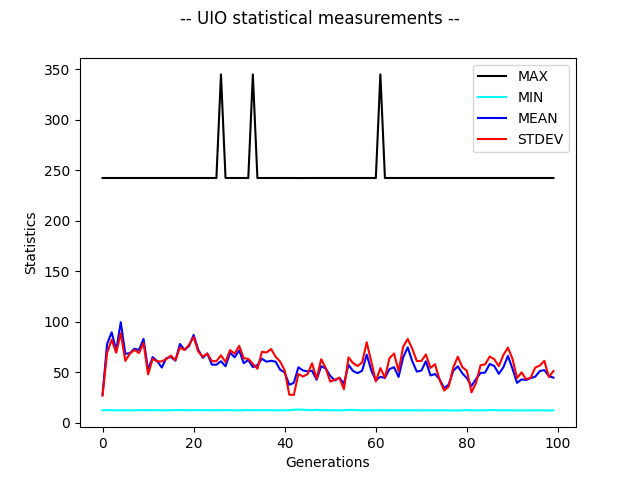 -- UIO statistical measurements --
350
300
250
200
150
100
50
0
Statistics
MAX
MIN
MEAN
STDEV
0 20 40 60 80 100
Generations